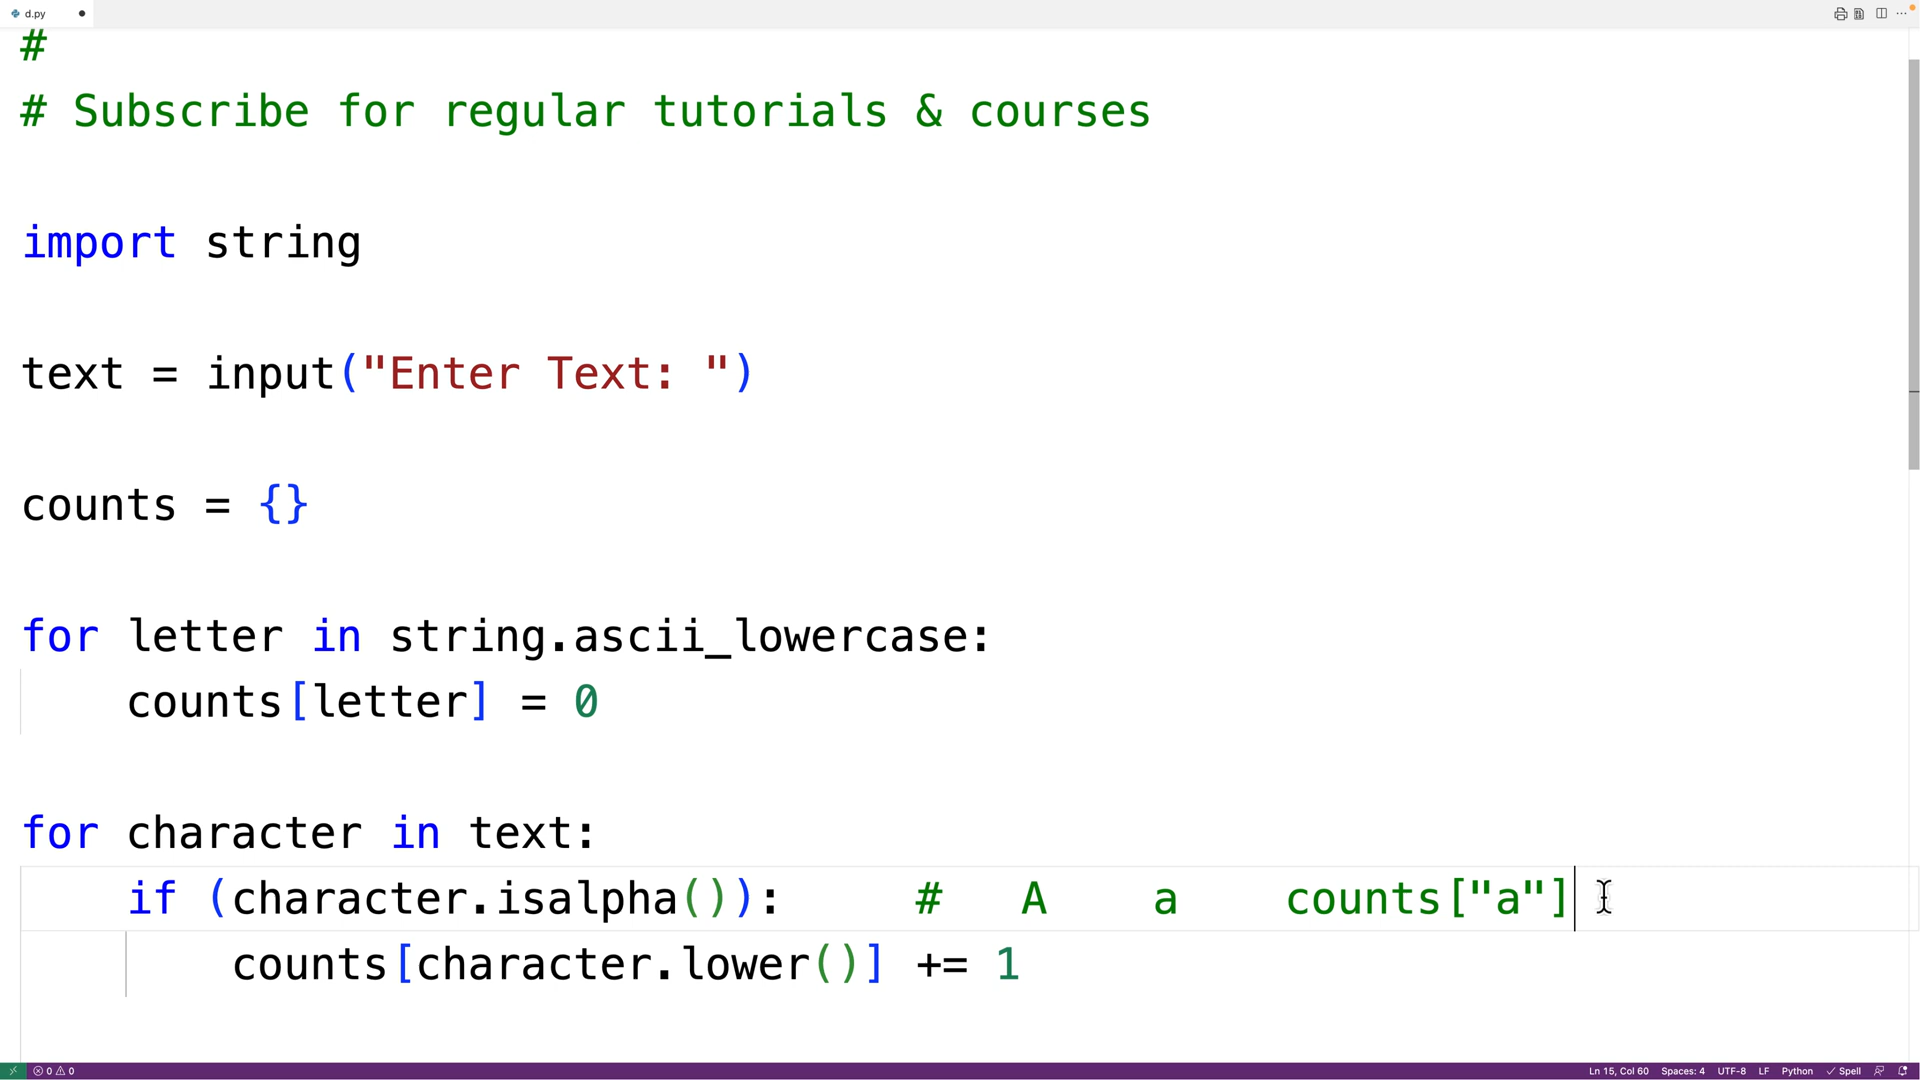 d.py
#
# Subscribe for regular tutorials & courses
import string
text = input("Enter Text: ")
counts = {}
for letter in string.ascii_lowercase:
    counts[letter] = 0
for character in text:
    if (character.isalpha()):     #   A    a    counts["a"]
        counts[character.lower()] += 1
0 0 Ln 15, Col 60 Spaces: 4 UTF-8 LF Python Spell